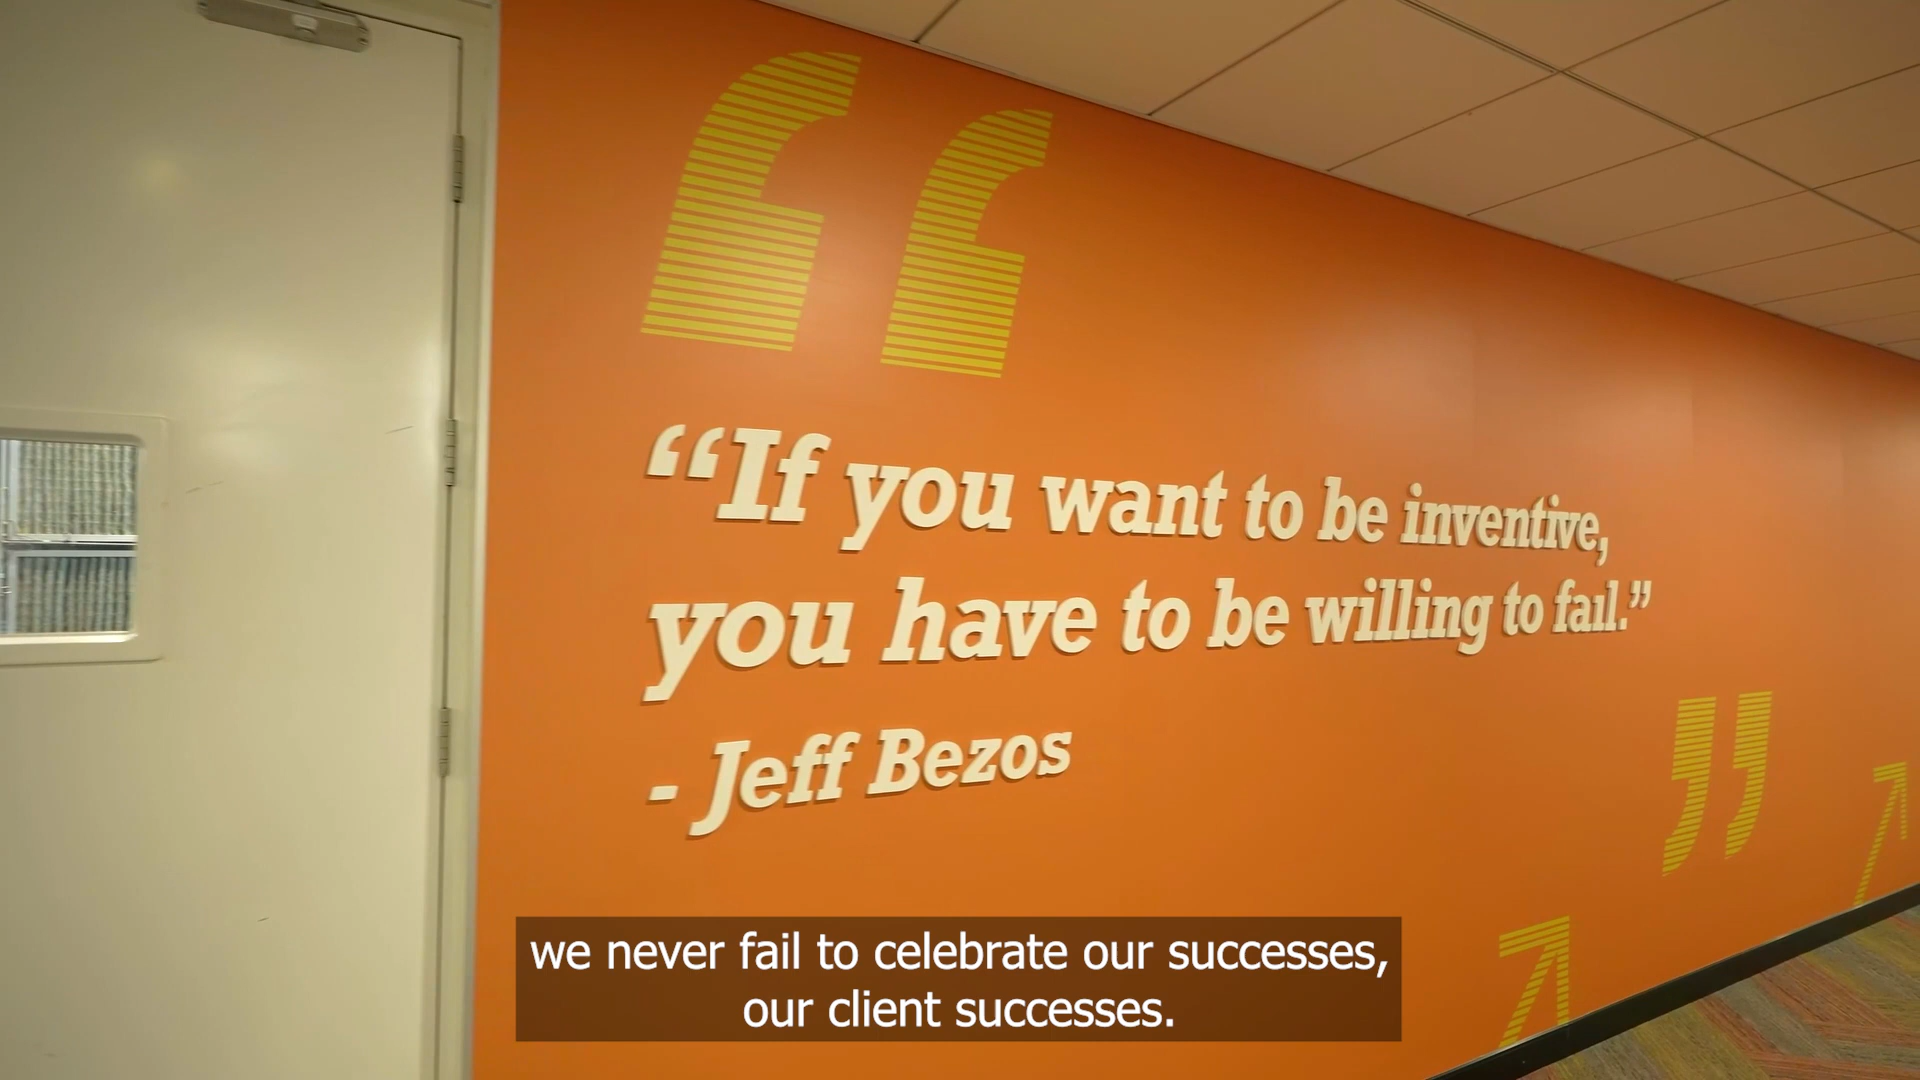 “If you want to be inventive,
you have to be willing to fail.”
- Jeff Bezos
we never fail to celebrate our successes,
our client successes.